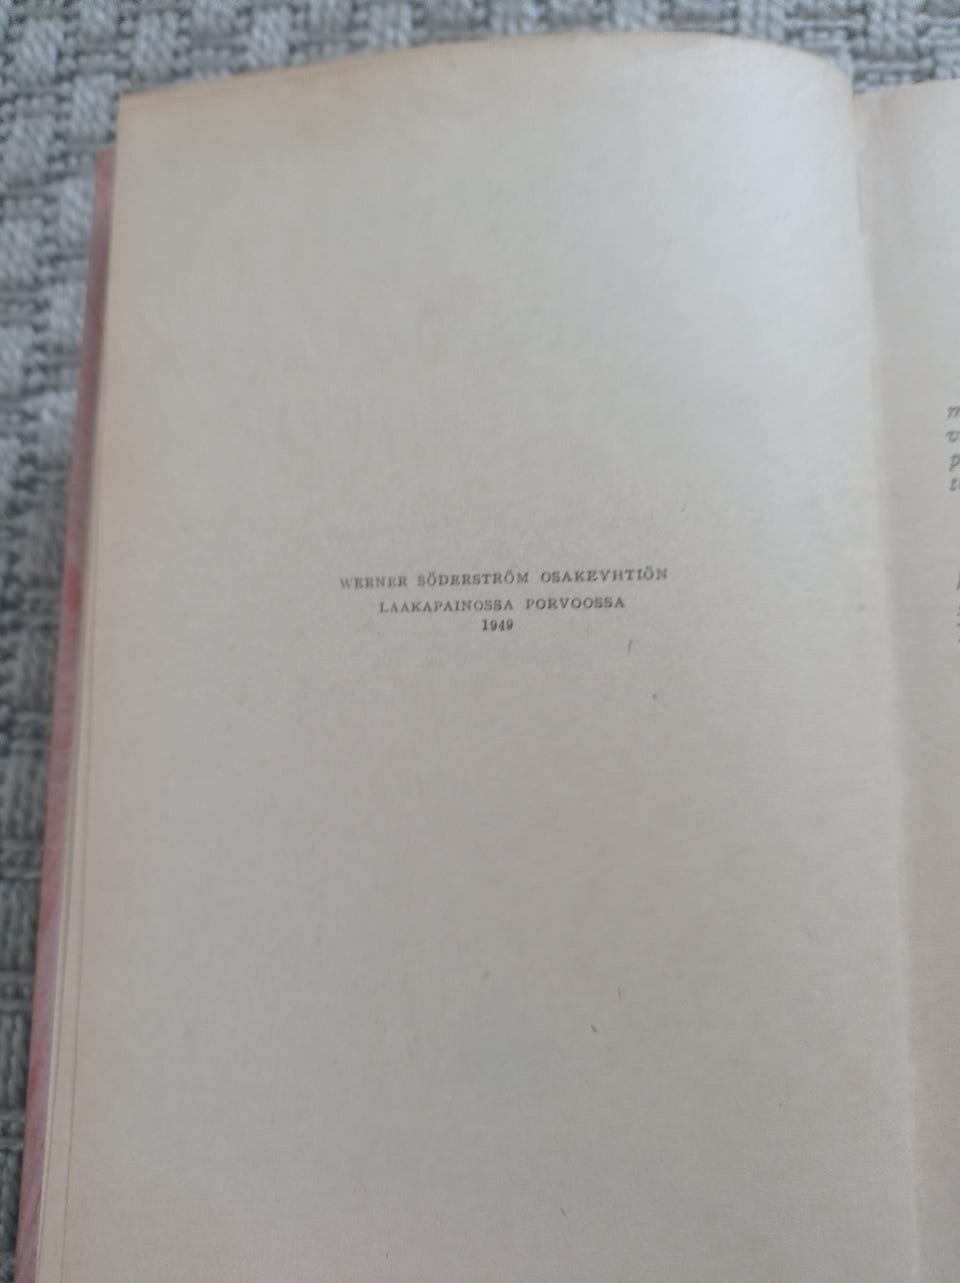 WERNER SÖDERSTRÖM OSAKEYHTIÖN
LAAKAPAINOSSA PORVOOSSA
1949